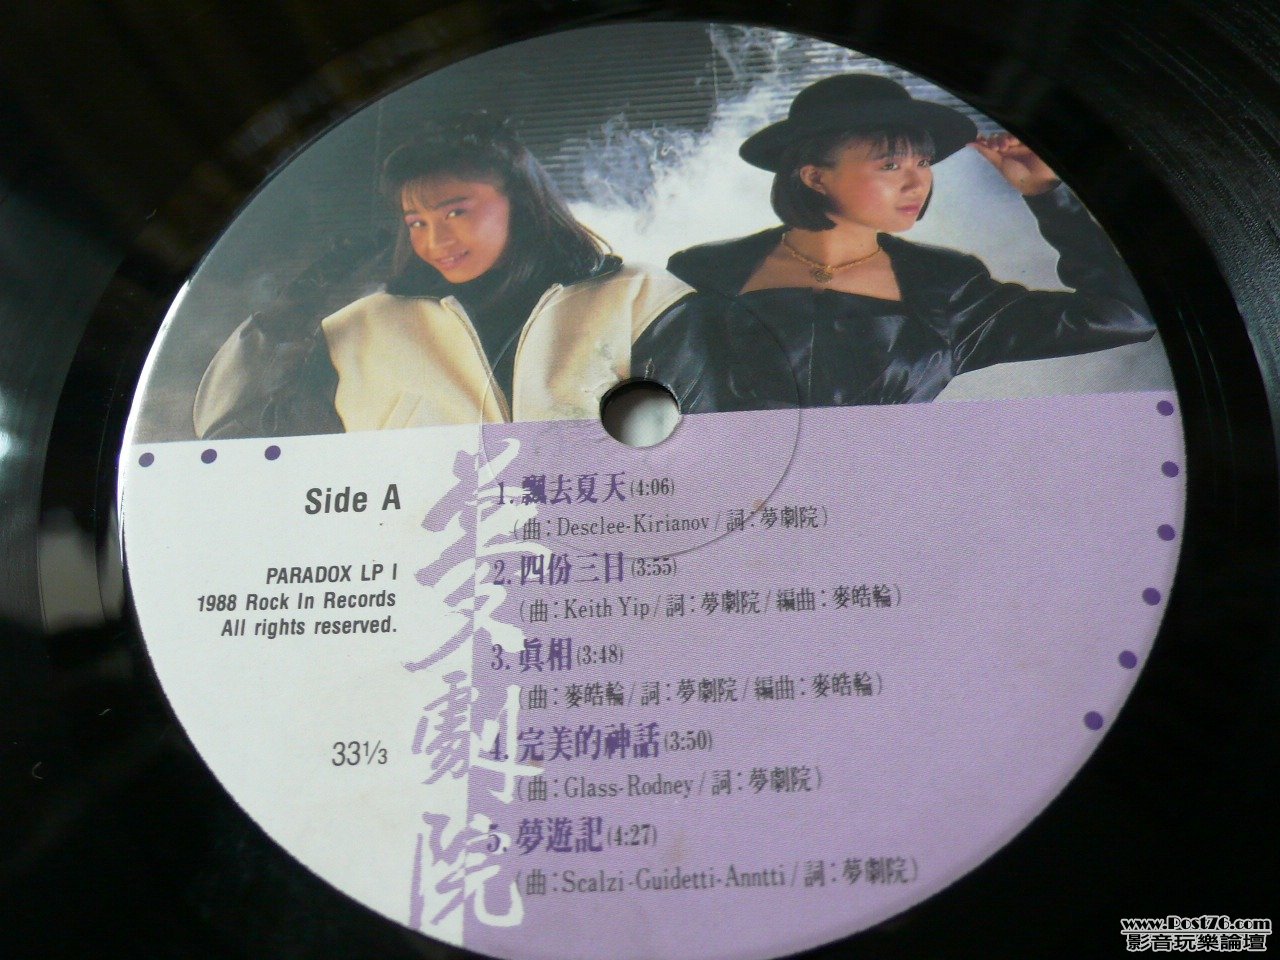 Side A
PARADOX LP I
1988 Rock In Records
All rights reserved.
33⅓
夢劇院
1. 飄去夏天 (4:06)
(曲:Desclee-Kirianov/詞:夢劇院)
2. 四份三日 (3:55)
(曲:Keith Yip/詞:夢劇院/編曲:麥皓輪)
3. 眞相 (3:48)
(曲:麥皓輪/詞:夢劇院/編曲:麥皓輪)
4. 完美的神話 (3:50)
(曲:Glass-Rodney/詞:夢劇院)
5. 夢遊記 (4:27)
(曲:Scalzi-Guidetti-Anntti/詞:夢劇院)
www.Post76.com
影音玩樂論壇